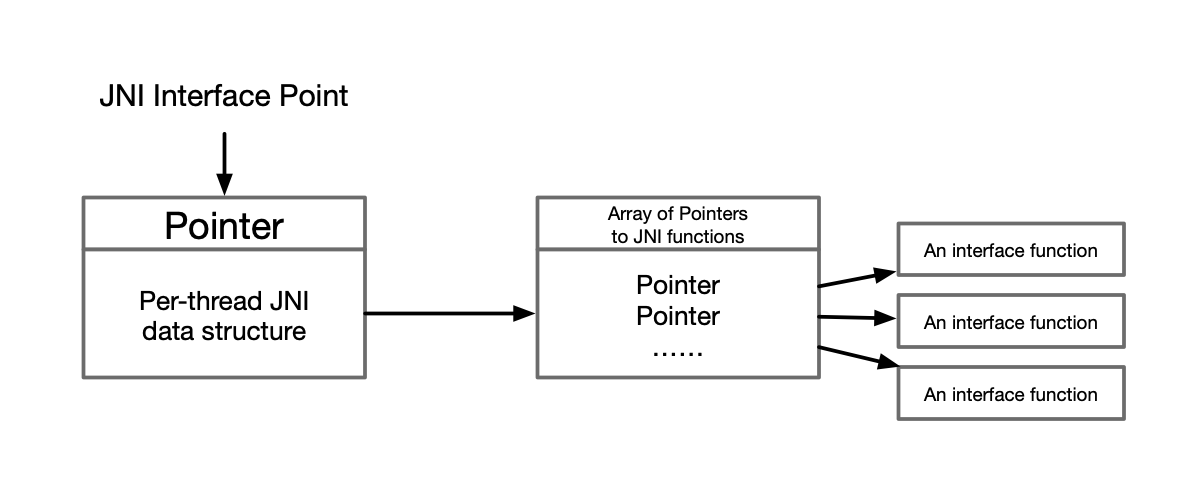 JNI Interface Point
Pointer
Per-thread JNI
data structure
Array of Pointers
to JNI functions
Pointer
Pointer
......
An interface function
An interface function
An interface function